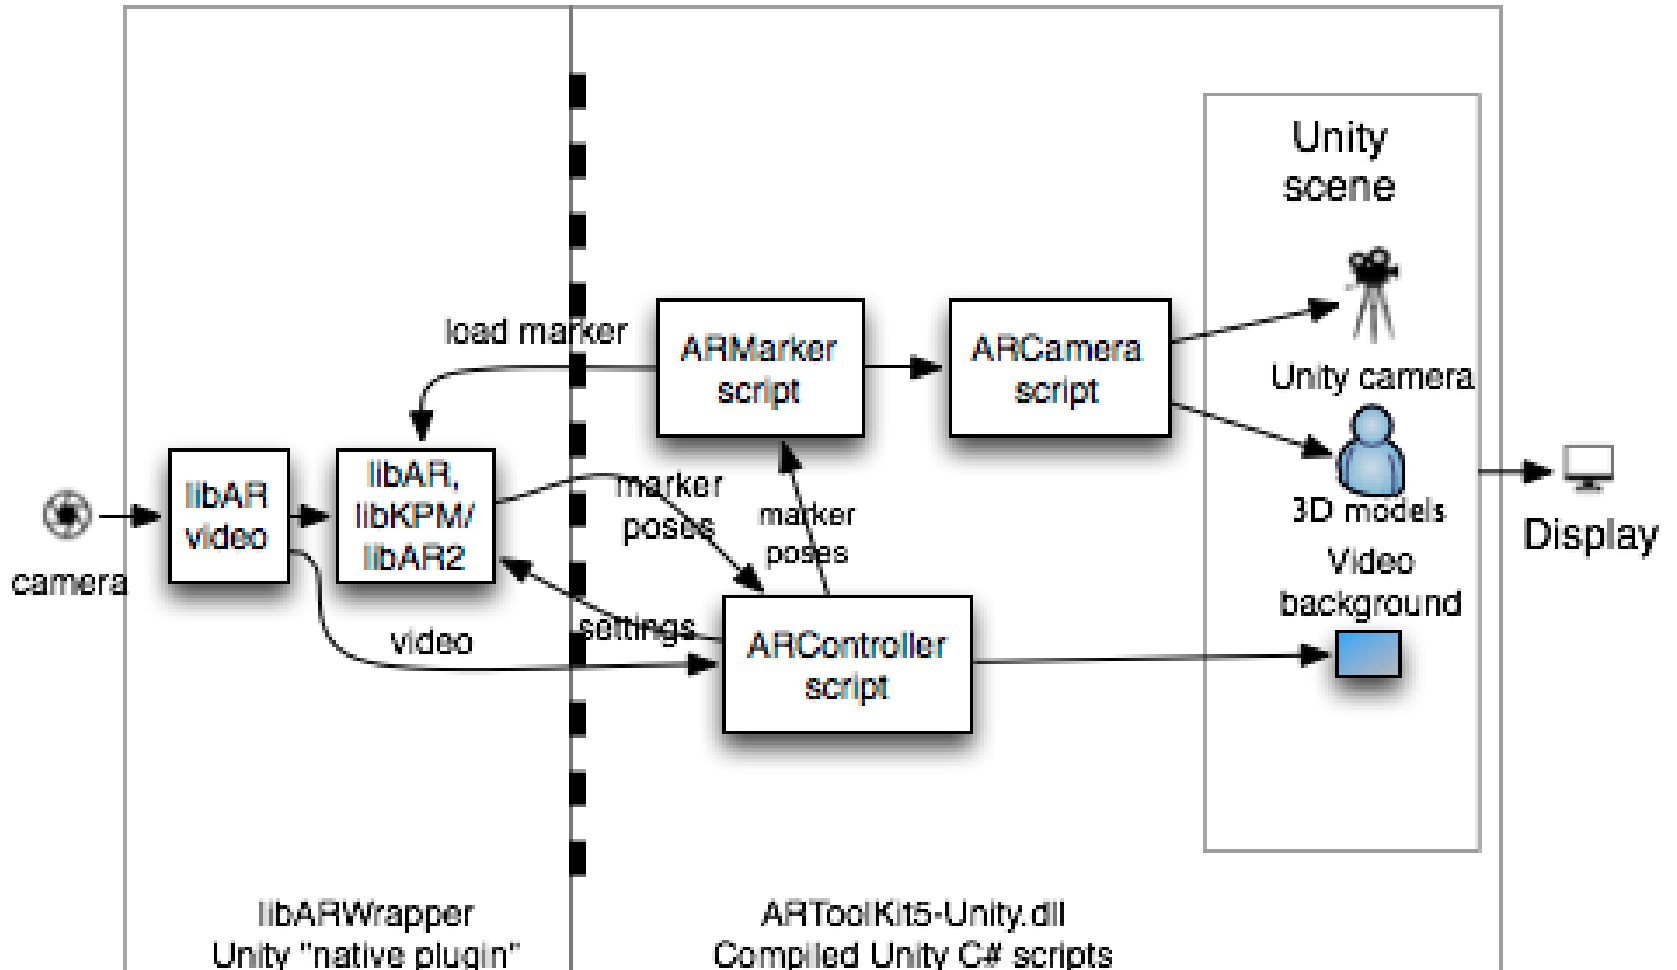 Unity
scene
load marker
ARMarker
script
ARCamera
script
Unity camera
libAR
video
libAR,
libKPM/
libAR2
marker
poses
marker
poses
3D models
Display
camera
Video
background
settings
video
ARController
script
libARWrapper
Unity "native plugin"
ARToolKit5-Unity.dll
Compiled Unity C# scripts